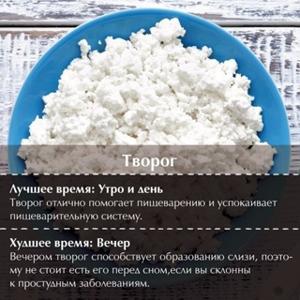 Творог
Лучшее время: Утро и день
Творог отлично помогает пищеварению и успокаивает
пищеварительную систему.
Худшее время: Вечер
Вечером творог способствует образованию слизи, поэто-
му не стоит есть его перед сном,если вы склонны
к простудным заболеваниям.